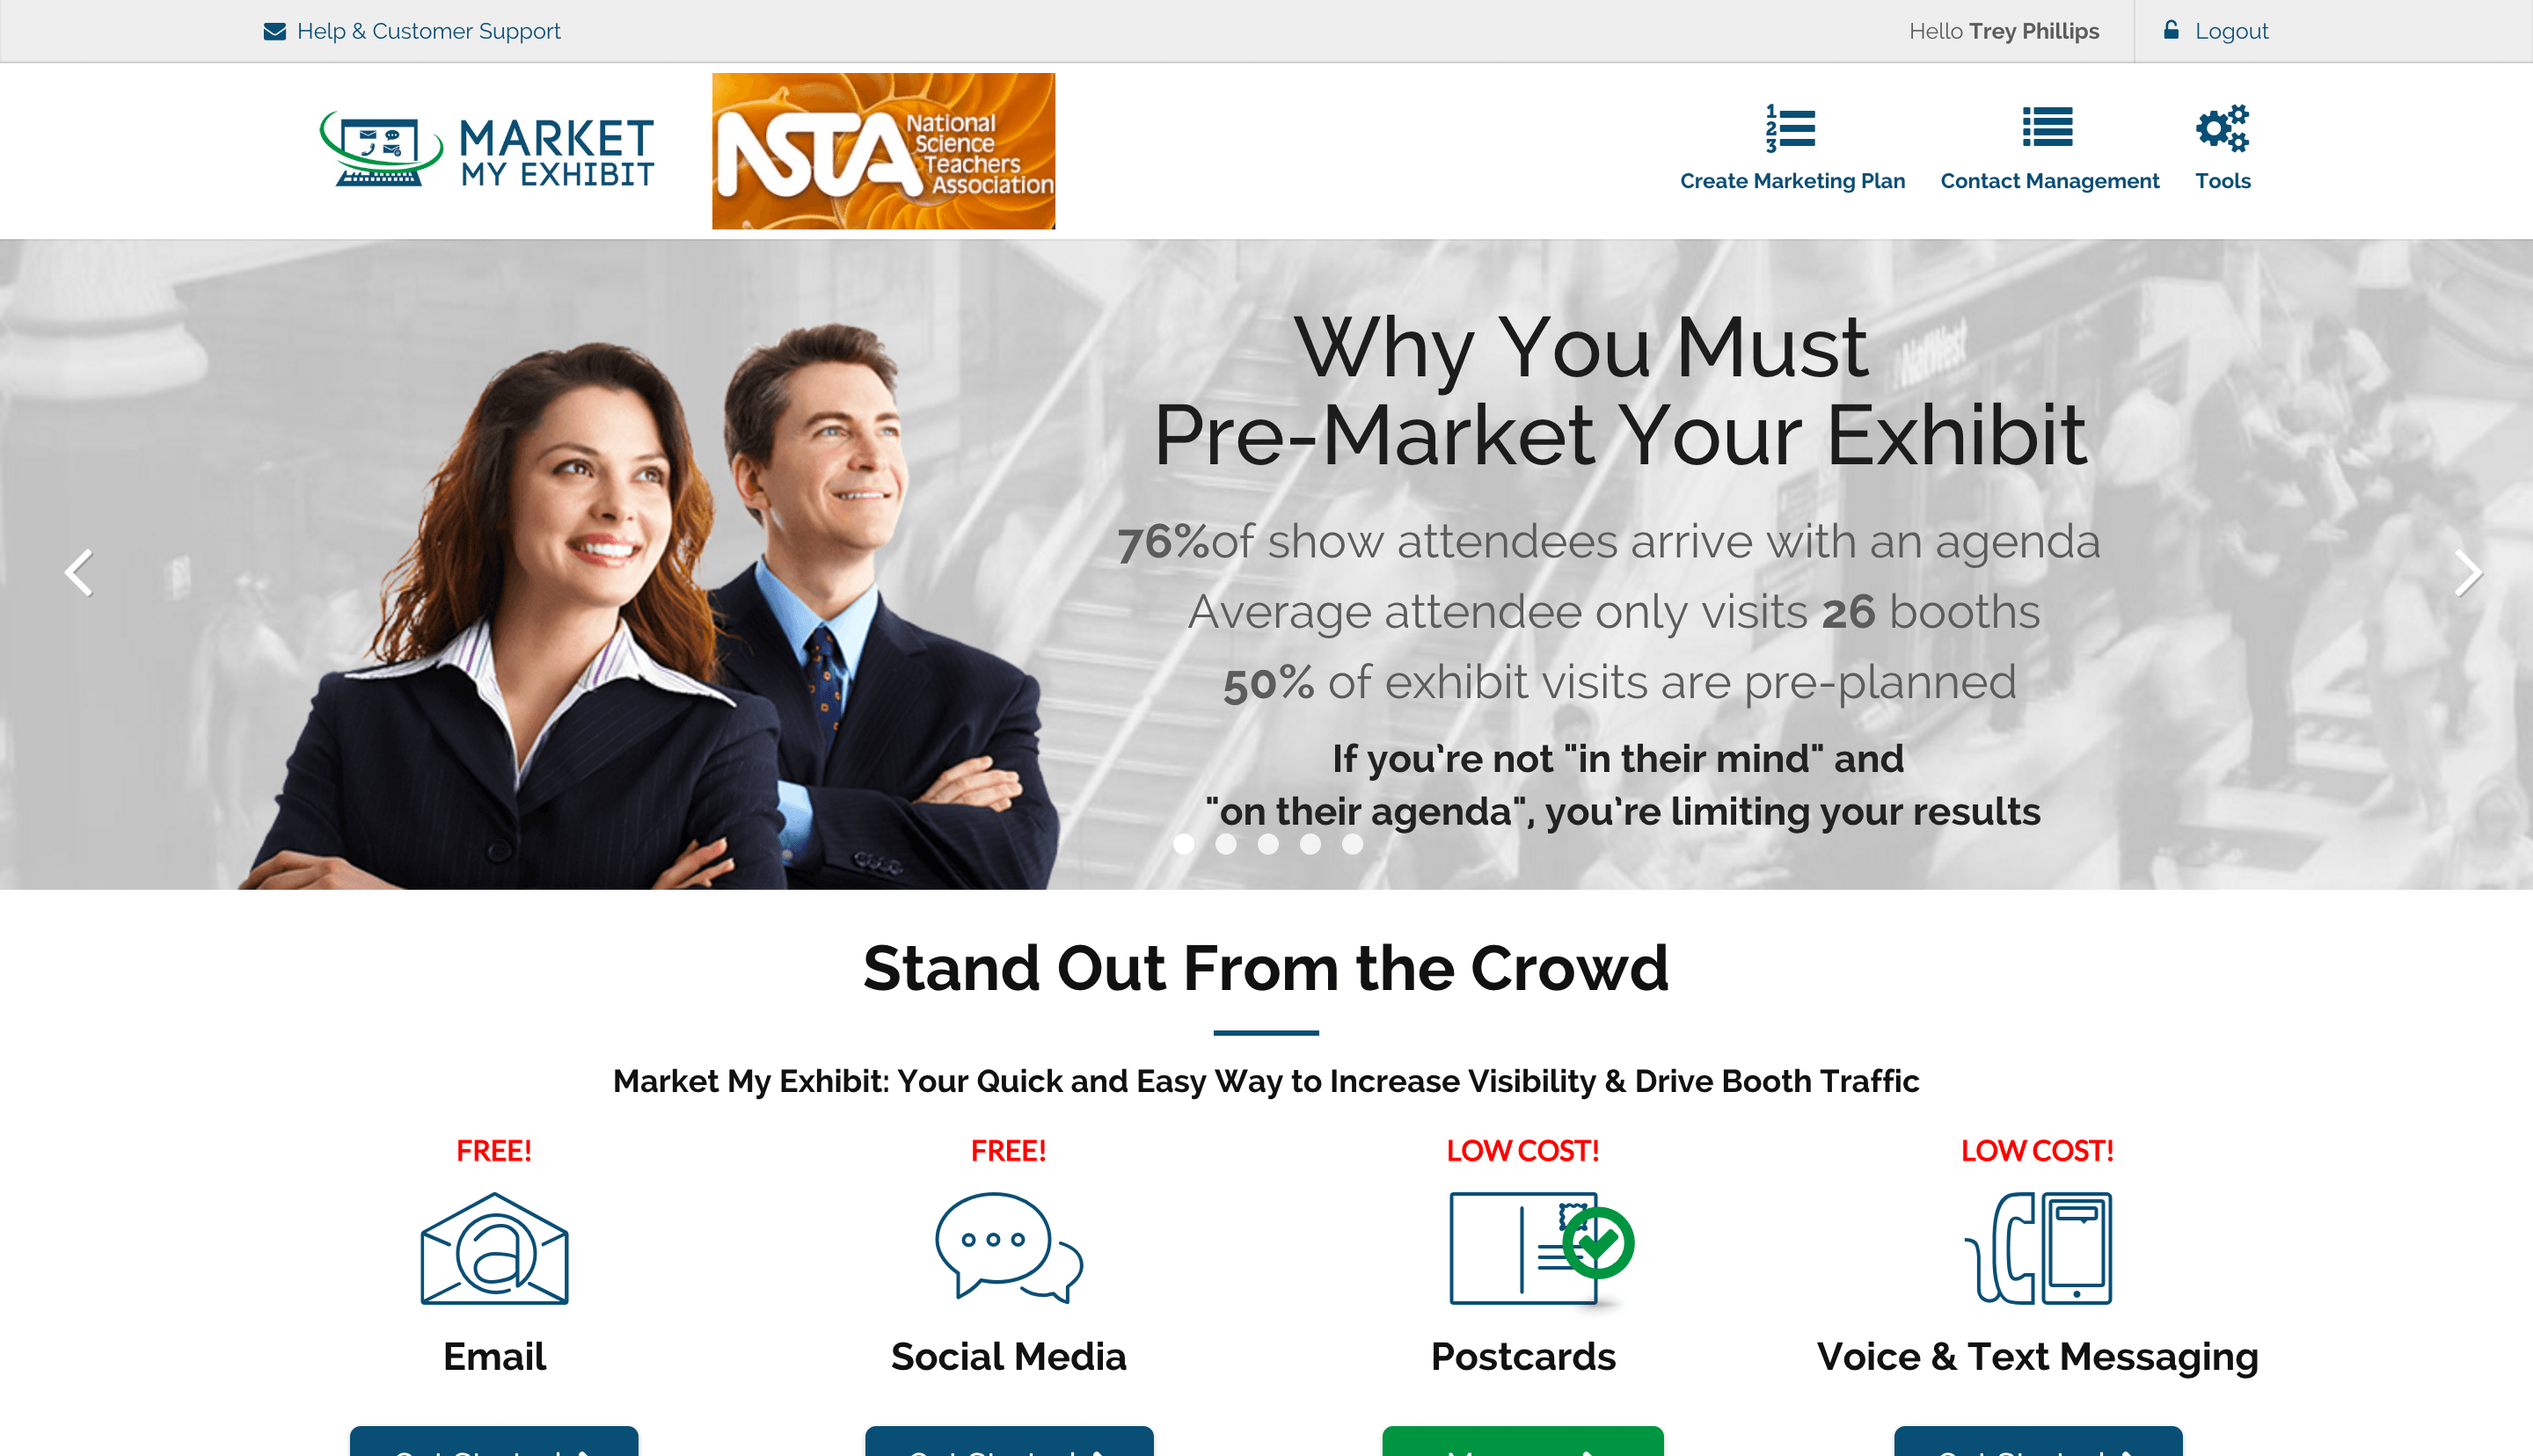 Help & Customer Support
Hello Trey Phillips
Logout
MARKET
MY EXHIBIT
NSTA
National
Science
Teachers
Association
1
2
3
Create Marketing Plan
Contact Management
Tools
NatWest
Why You Must
Pre-Market Your Exhibit
76%of show attendees arrive with an agenda
Average attendee only visits 26 booths
50% of exhibit visits are pre-planned
If you're not "in their mind" and
"on their agenda", you're limiting your results
Stand Out From the Crowd
Market My Exhibit: Your Quick and Easy Way to Increase Visibility & Drive Booth Traffic
FREE!
FREE!
LOW COST!
LOW COST!
Email
Social Media
Postcards
Voice & Text Messaging